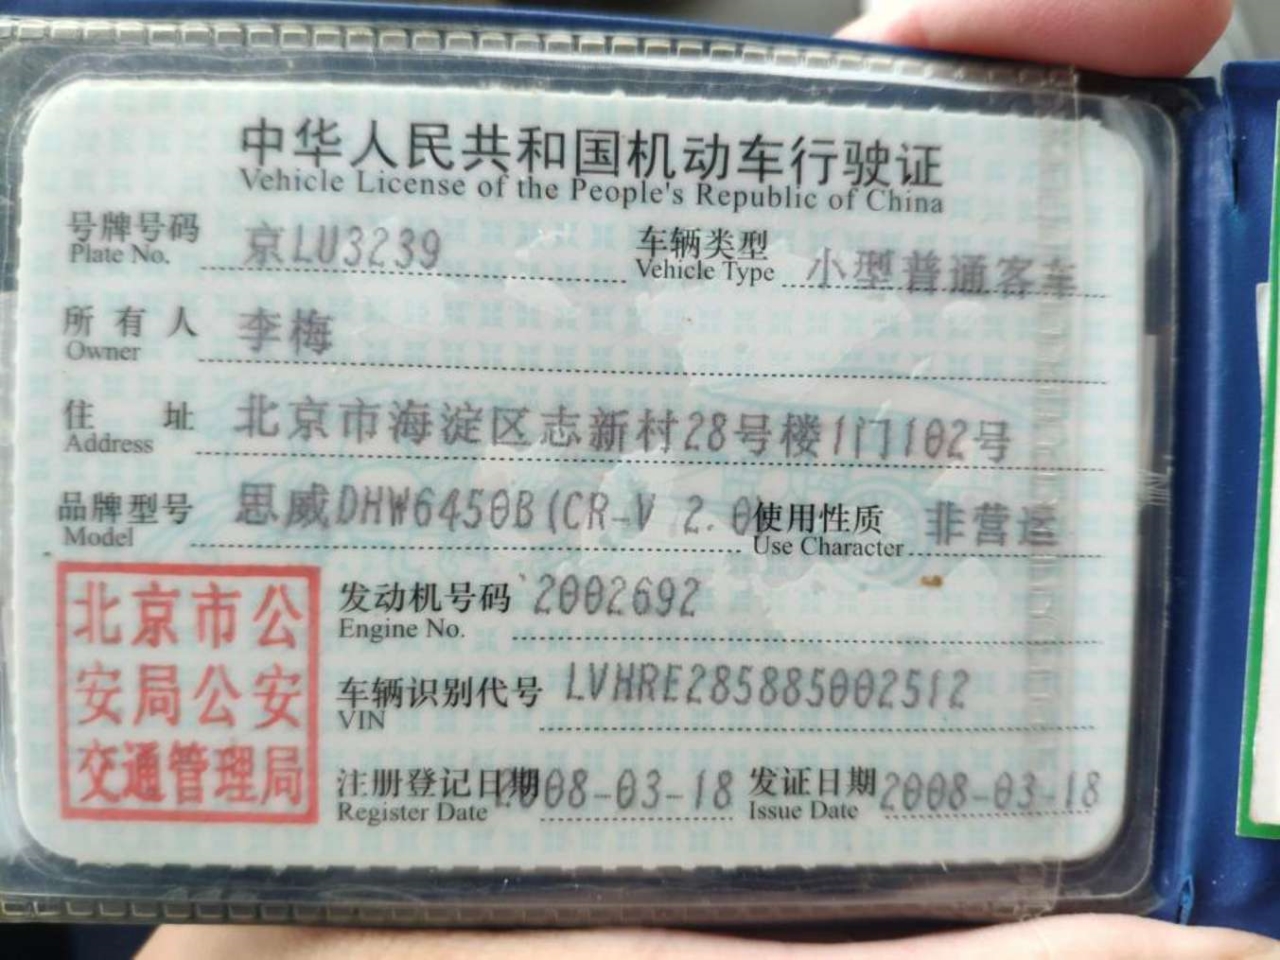 中华人民共和国机动车行驶证
Vehicle License of the People's Republic of China
号牌号码 京LU3239 车辆类型 小型普通客车
Plate No. Vehicle Type
所有人 李梅
Owner
住址 北京市海淀区志新村28号楼1门102号
Address
品牌型号 思威DHW6450B(CR-V 2.0 使用性质 非营运
Model Use Character
北京市公
安局公安
交通管理局
发动机号码 2002692
Engine No.
车辆识别代号 LVHRE285885002512
VIN
注册登记日期 2008-03-18 发证日期 2008-03-18
Register Date Issue Date